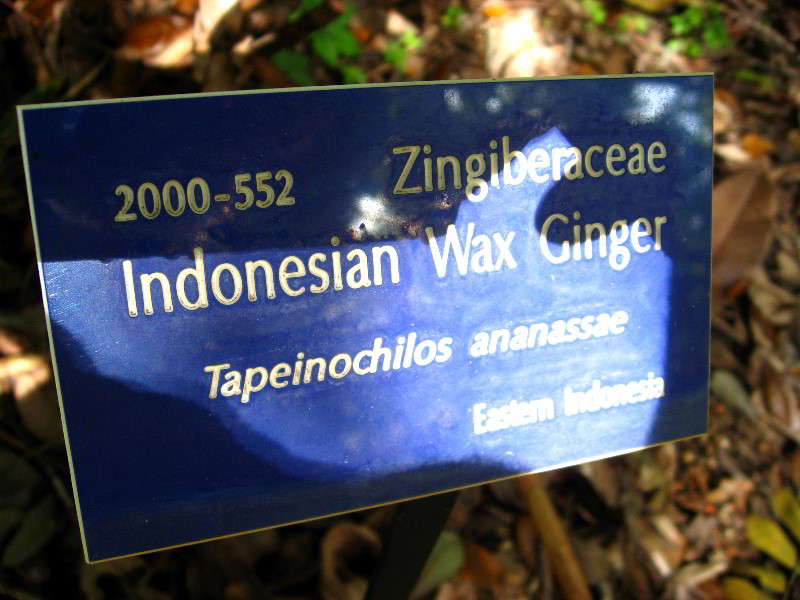 2000-552 Zingiberaceae
Indonesian Wax Ginger
Tapeinochilos ananassae
Eastern Indonesia